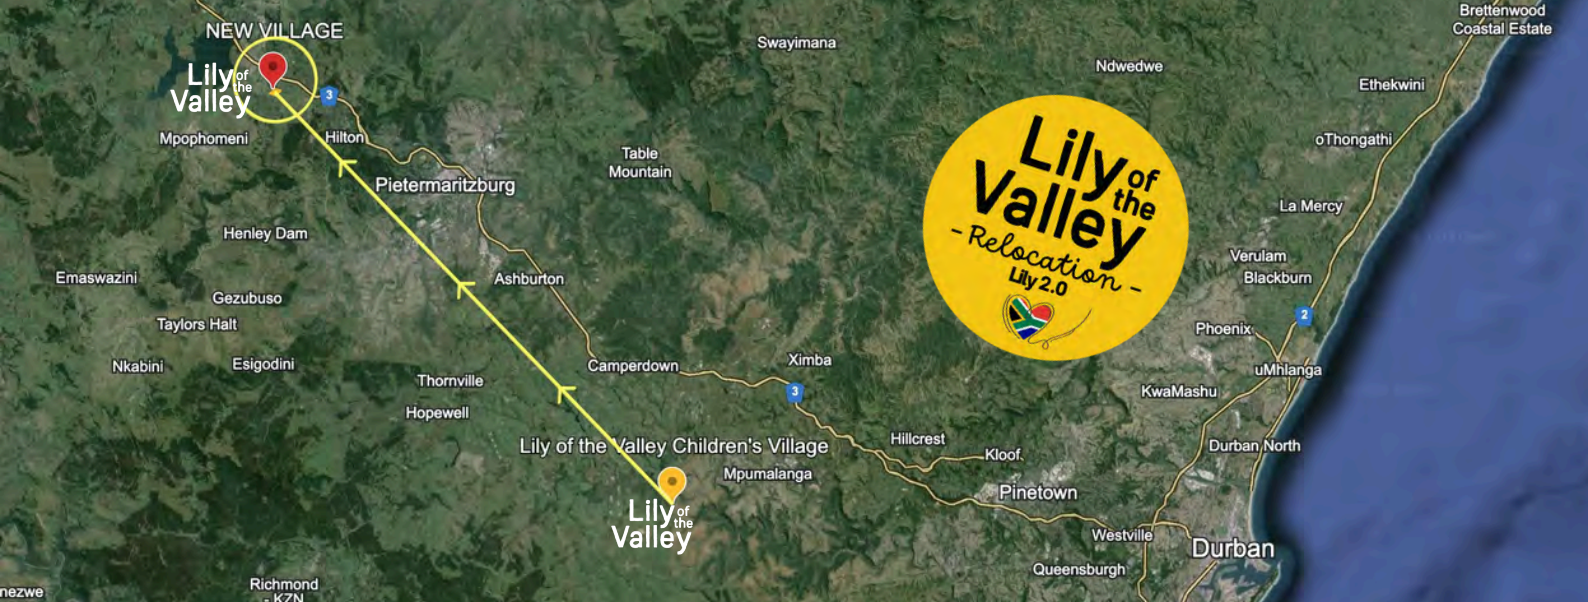 NEW VILLAGE
Lily of the
Valley
3
Mpophomeni
Hilton
Pietermaritzburg
Henley Dam
Emaswazini
Gezubuso
Taylors Halt
Nkabini
Esigodini
Ashburton
Thornville
Hopewell
Camperdown
Ximba
3
Swayimana
Table
Mountain
Ndwedwe
Brettenwood
Coastal Estate
Ethekwini
oThongathi
La Mercy
Verulam
Blackburn
2
Phoenix
uMhlanga
KwaMashu
Durban North
Lily of
the
Valley
- Relocation -
Lily 2.0
Lily of the Valley Children's Village
Mpumalanga
Lily of the
Valley
Hillcrest
Kloof
Pinetown
Westville
Durban
Queensburgh
Richmond
- KZN
nezwe